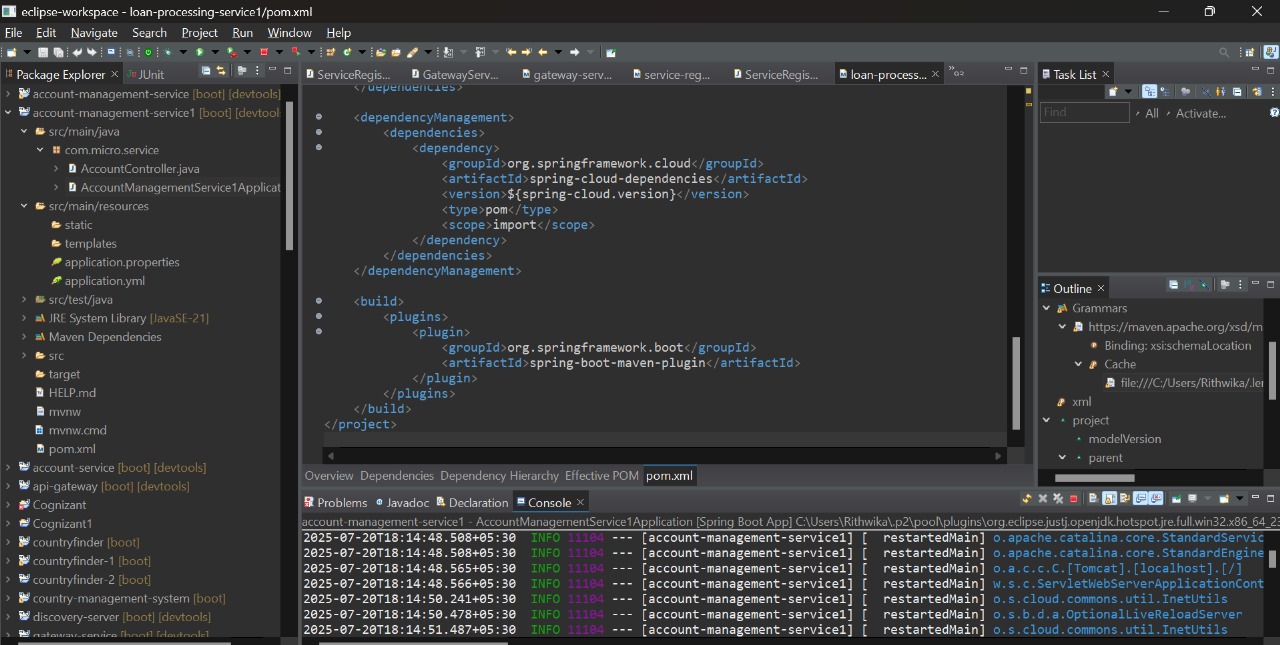 eclipse-workspace - loan-processing-service1/pom.xml
File Edit Navigate Search Project Run Window Help
Package Explorer
JUnit
account-management-service [boot] [devtools]
account-management-service1 [boot] [devtool
src/main/java
com.micro.service
AccountController.java
AccountManagementService1Applicat
src/main/resources
static
templates
application.properties
application.yml
src/test/java
JRE System Library [JavaSE-21]
Maven Dependencies
src
target
HELP.md
mvnw
mvnw.cmd
pom.xml
account-service [boot] [devtools]
api-gateway [boot] [devtools]
Cognizant
Cognizant1
countryfinder [boot]
countryfinder-1 [boot]
countryfinder-2 [boot]
country-management-system [boot]
discovery-server [boot] [devtools]
gateway-service [boot] [devtools]
ServiceRegis... GatewayServ... gateway-serv... service-reg... ServiceRegis... loan-process...
</dependencies>
<dependencyManagement>
<dependencies>
<dependency>
<groupId>org.springframework.cloud</groupId>
<artifactId>spring-cloud-dependencies</artifactId>
<version>${spring-cloud.version}</version>
<type>pom</type>
<scope>import</scope>
</dependency>
</dependencies>
</dependencyManagement>
<build>
<plugins>
<plugin>
<groupId>org.springframework.boot</groupId>
<artifactId>spring-boot-maven-plugin</artifactId>
</plugin>
</plugins>
</build>
</project>
Overview Dependencies Dependency Hierarchy Effective POM pom.xml
Task List
Find All Activate...
Outline
Grammars
https://maven.apache.org/xsd/m
Binding: xsi:schemaLocation
Cache
file:///C:/Users/Rithwika/.le
xml
project
modelVersion
parent
Problems Javadoc Declaration Console
account-management-service1 - AccountManagementService1Application [Spring Boot App] C:\Users\Rithwika\.p2\pool\plugins\org.eclipse.justj.openjdk.hotspot.jre.full.win32.x86_64_2
2025-07-20T18:14:48.508+05:30 INFO 11104 --- [account-management-service1] [ restartedMain] o.apache.catalina.core.StandardServic
2025-07-20T18:14:48.508+05:30 INFO 11104 --- [account-management-service1] [ restartedMain] o.apache.catalina.core.StandardEngine
2025-07-20T18:14:48.565+05:30 INFO 11104 --- [account-management-service1] [ restartedMain] o.a.c.c.C.[Tomcat].[localhost].[/]
2025-07-20T18:14:48.566+05:30 INFO 11104 --- [account-management-service1] [ restartedMain] w.s.c.ServletWebServerApplicationCont
2025-07-20T18:14:50.241+05:30 INFO 11104 --- [account-management-service1] [ restartedMain] o.s.cloud.commons.util.InetUtils
2025-07-20T18:14:50.478+05:30 INFO 11104 --- [account-management-service1] [ restartedMain] o.s.b.d.a.OptionalLiveReloadServer
2025-07-20T18:14:51.487+05:30 INFO 11104 --- [account-management-service1] [ restartedMain] o.s.cloud.commons.util.InetUtils